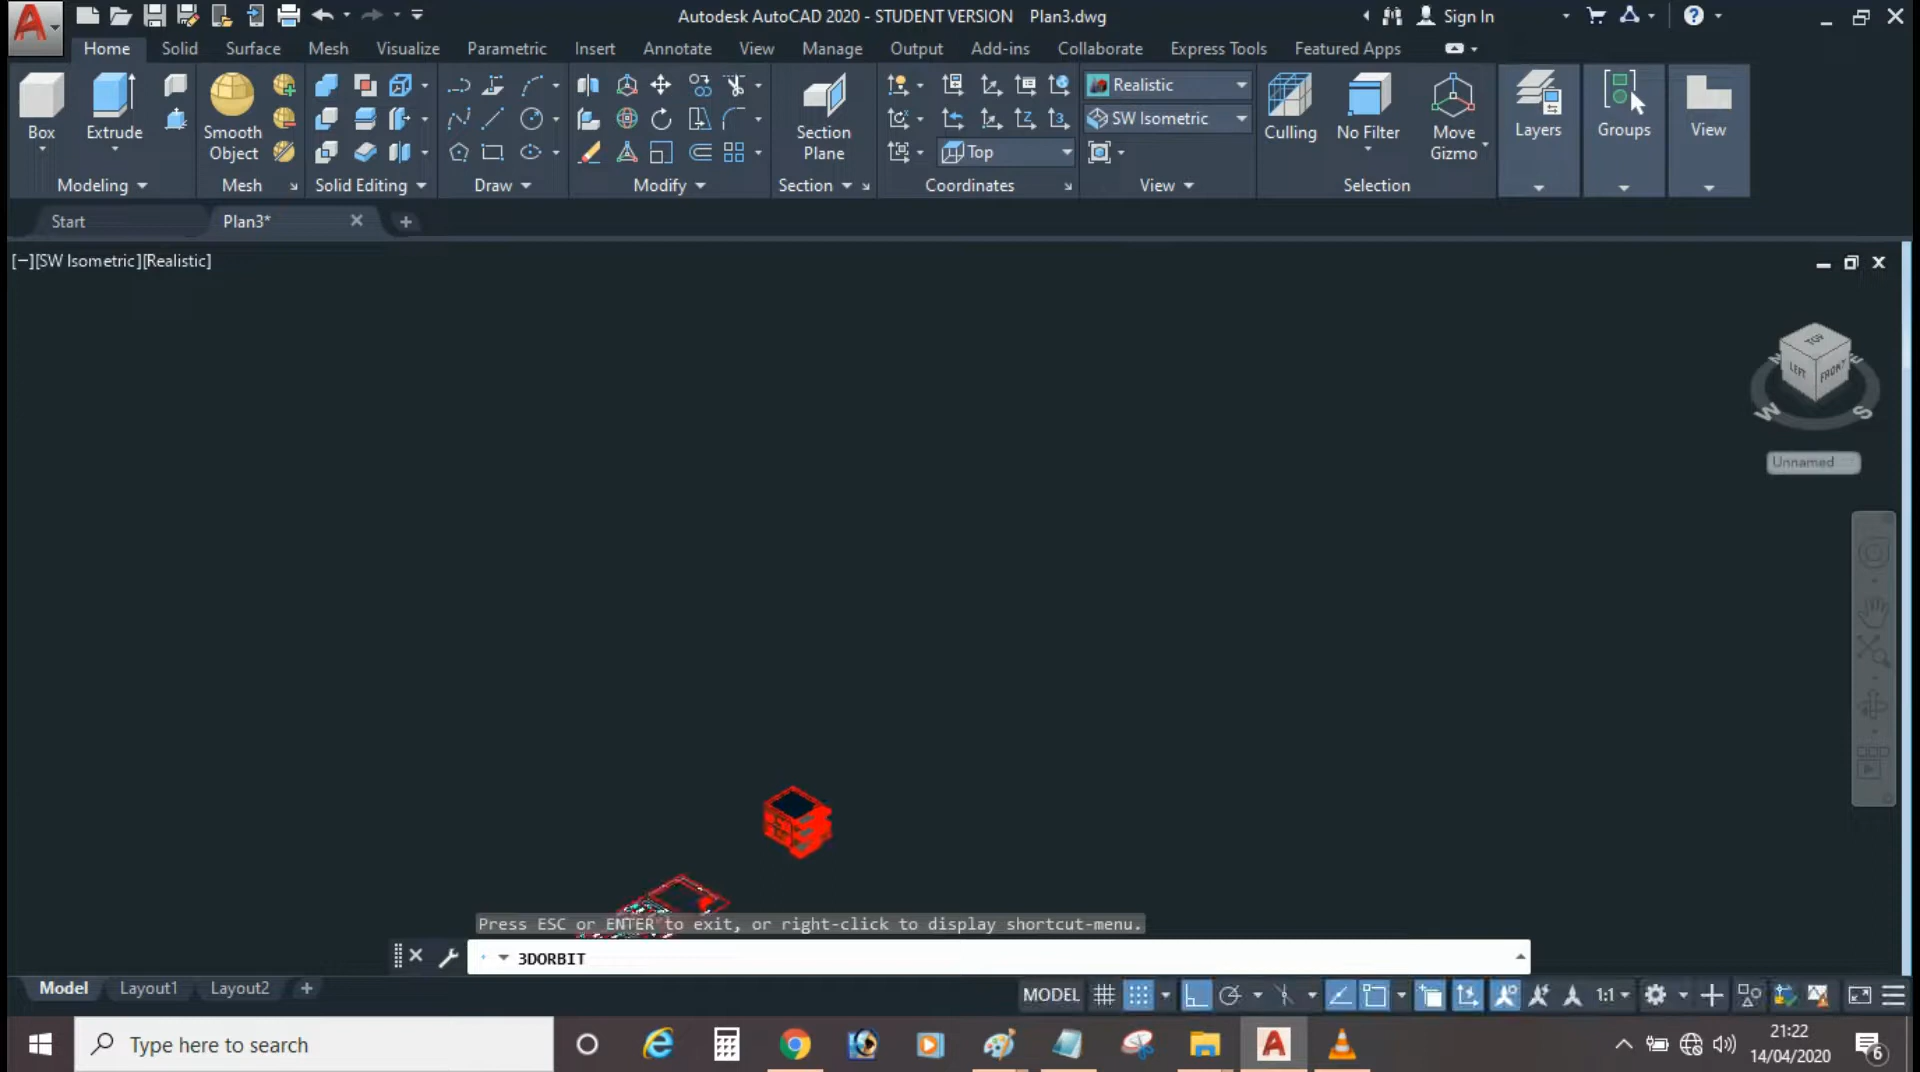 Autodesk AutoCAD 2020 - STUDENT VERSION Plan3.dwg
Sign In
Home Solid Surface Mesh Visualize Parametric Insert Annotate View Manage Output Add-ins Collaborate Express Tools Featured Apps
Box
Extrude
Smooth
Object
Section
Plane
Top
Realistic
SW Isometric
Culling
No Filter
Move
Gizmo
Layers
Groups
View
Modeling
Mesh
Solid Editing
Draw
Modify
Section
Coordinates
View
Selection
Start
Plan3*
[−][SW Isometric][Realistic]
TOP
LEFT
FRONT
W
S
Unnamed
Press ESC or ENTER to exit, or right-click to display shortcut-menu.
3DORBIT
Model Layout1 Layout2
MODEL
1:1
Type here to search
21:22
14/04/2020
6